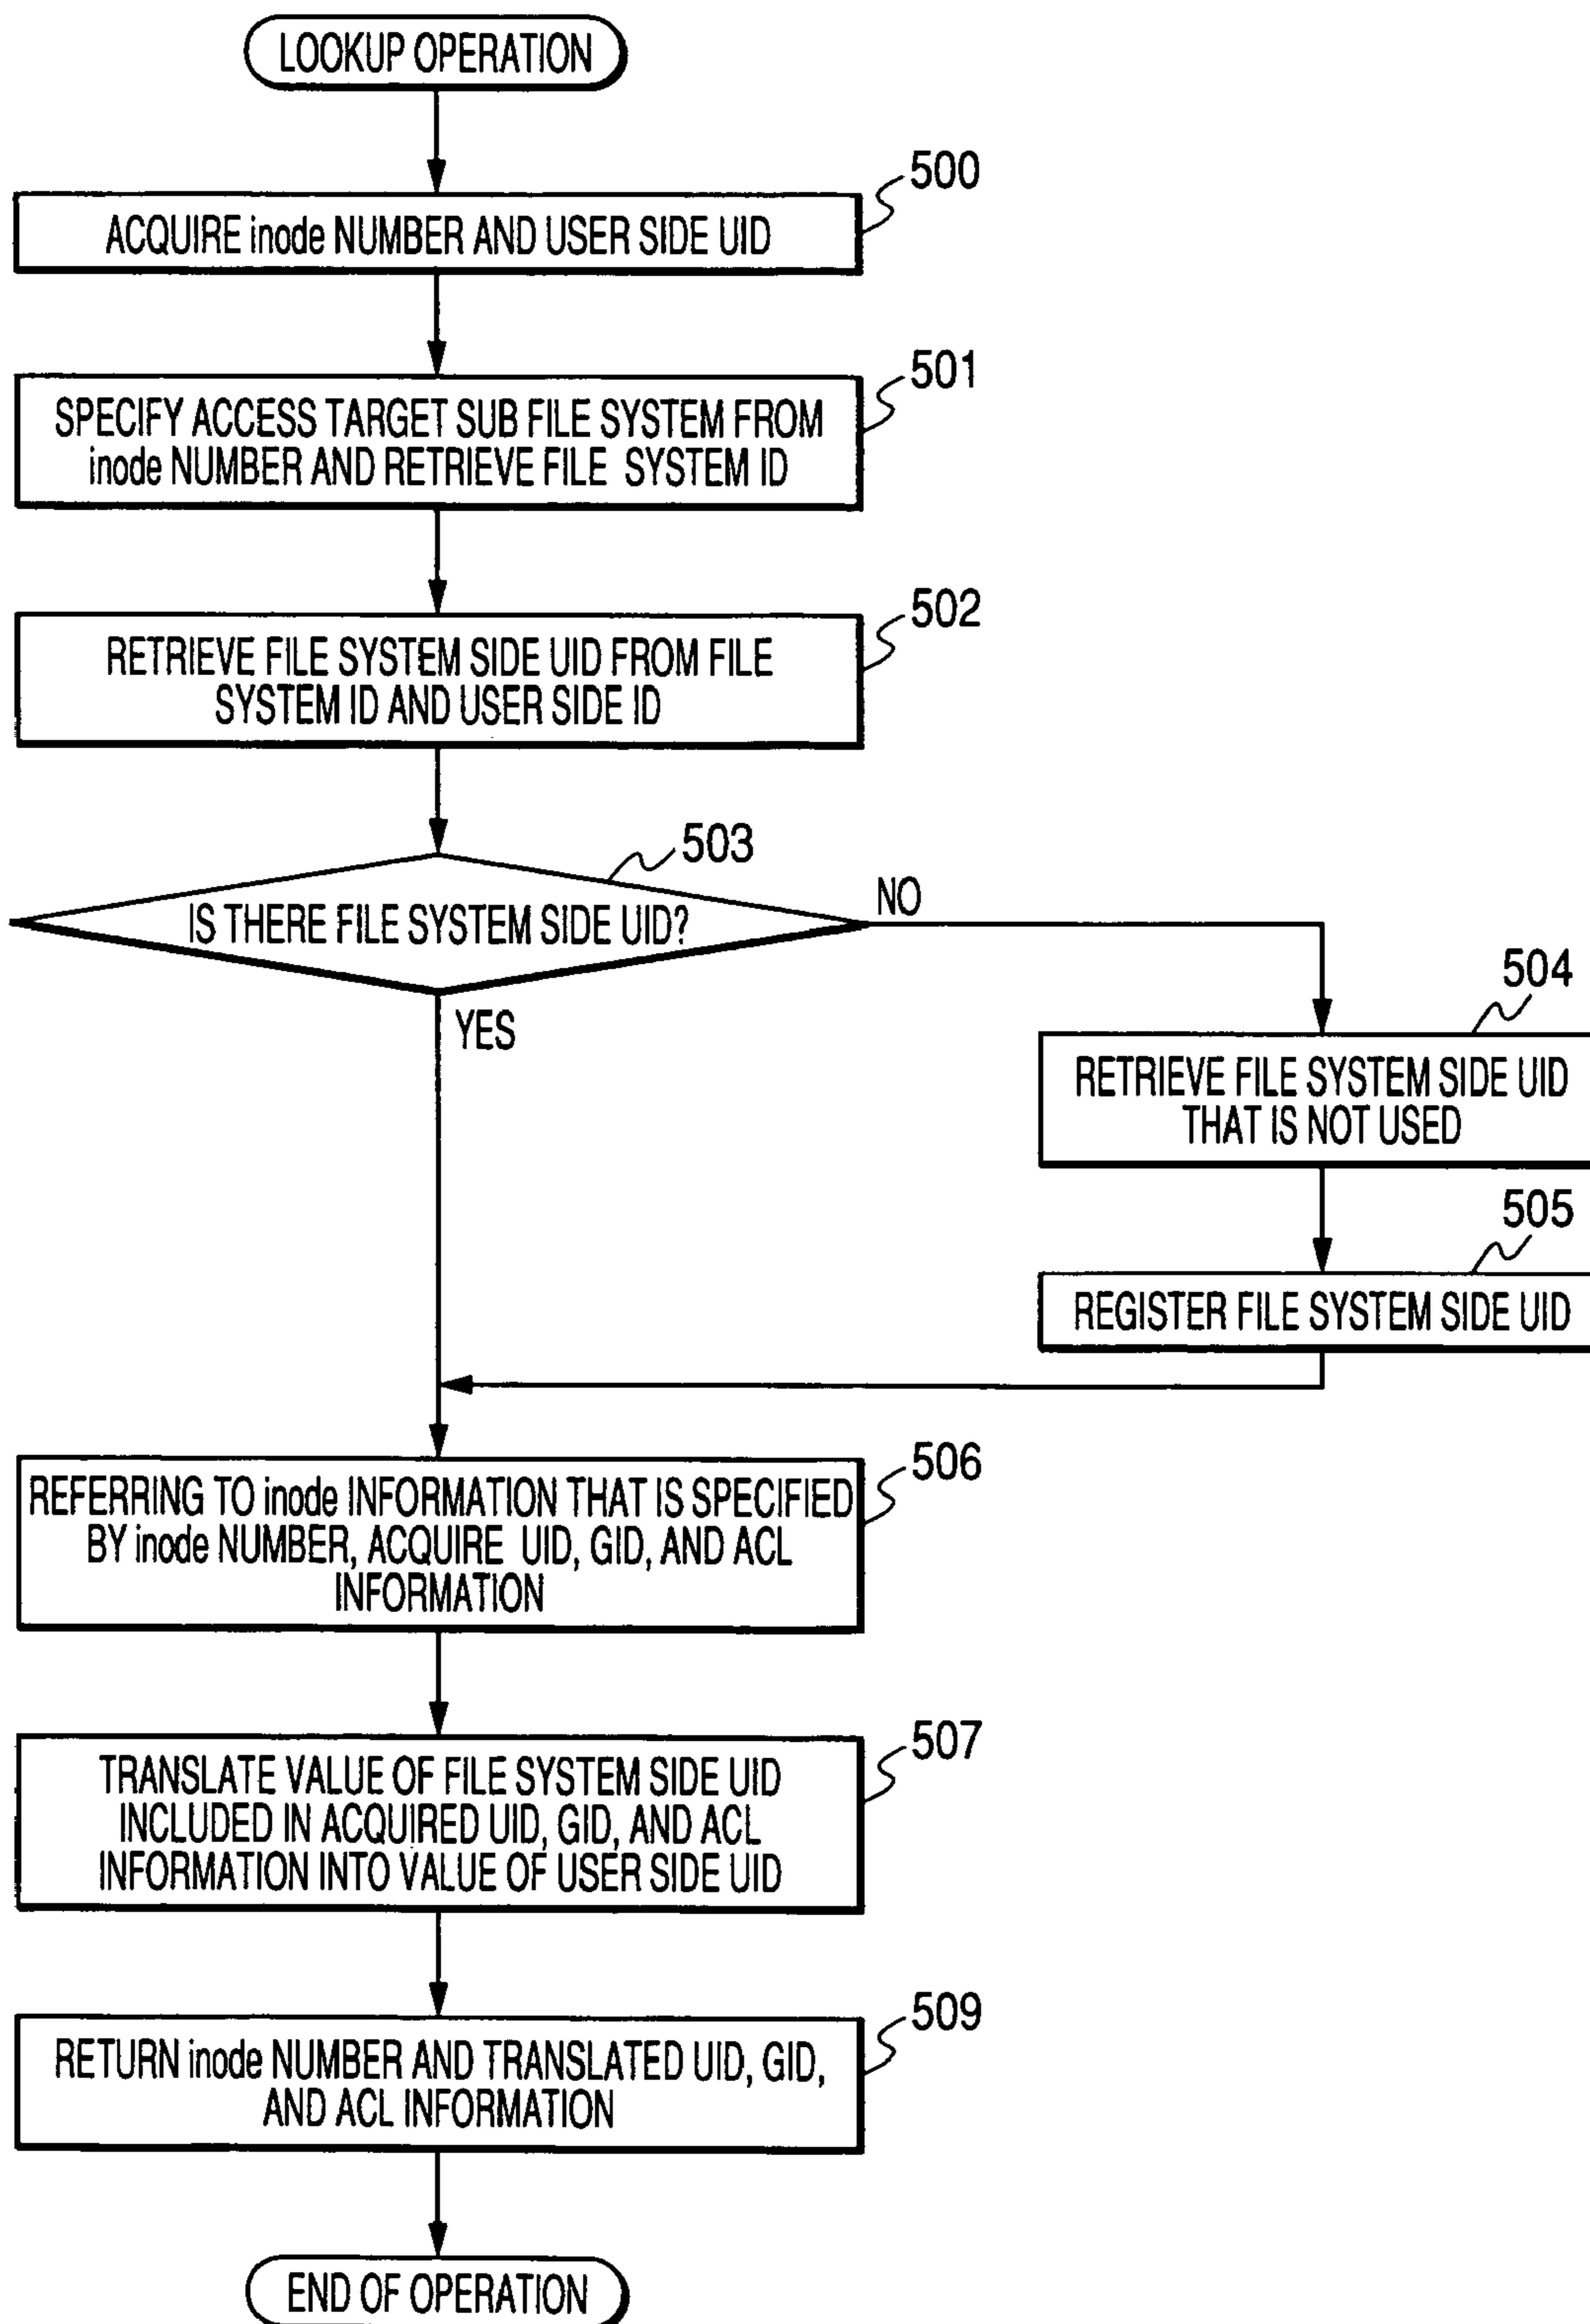 LOOKUP OPERATION
500
ACQUIRE inode NUMBER AND USER SIDE UID
501
SPECIFY ACCESS TARGET SUB FILE SYSTEM FROM
inode NUMBER AND RETRIEVE FILE SYSTEM ID
502
RETRIEVE FILE SYSTEM SIDE UID FROM FILE
SYSTEM ID AND USER SIDE ID
503
IS THERE FILE SYSTEM SIDE UID?
NO
YES
504
RETRIEVE FILE SYSTEM SIDE UID
THAT IS NOT USED
505
REGISTER FILE SYSTEM SIDE UID
506
REFERRING TO inode INFORMATION THAT IS SPECIFIED
BY inode NUMBER, ACQUIRE UID, GID, AND ACL
INFORMATION
507
TRANSLATE VALUE OF FILE SYSTEM SIDE UID
INCLUDED IN ACQUIRED UID, GID, AND ACL
INFORMATION INTO VALUE OF USER SIDE UID
509
RETURN inode NUMBER AND TRANSLATED UID, GID,
AND ACL INFORMATION
END OF OPERATION